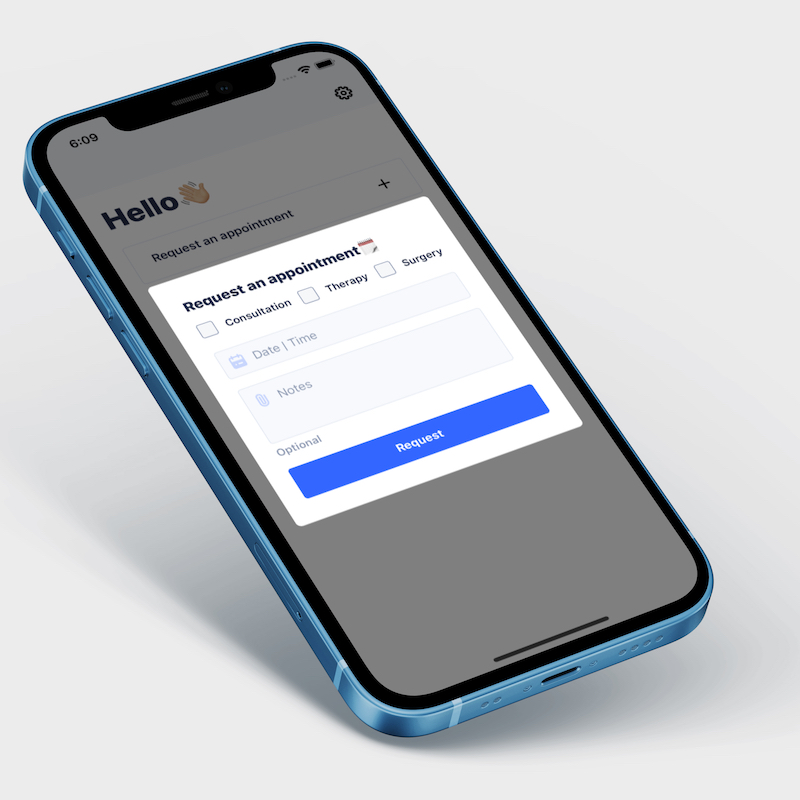 6:09
Hello👋🏽
Request an appointment
Request an appointment
Consultation Therapy Surgery
Date | Time
Notes
Optional
Request